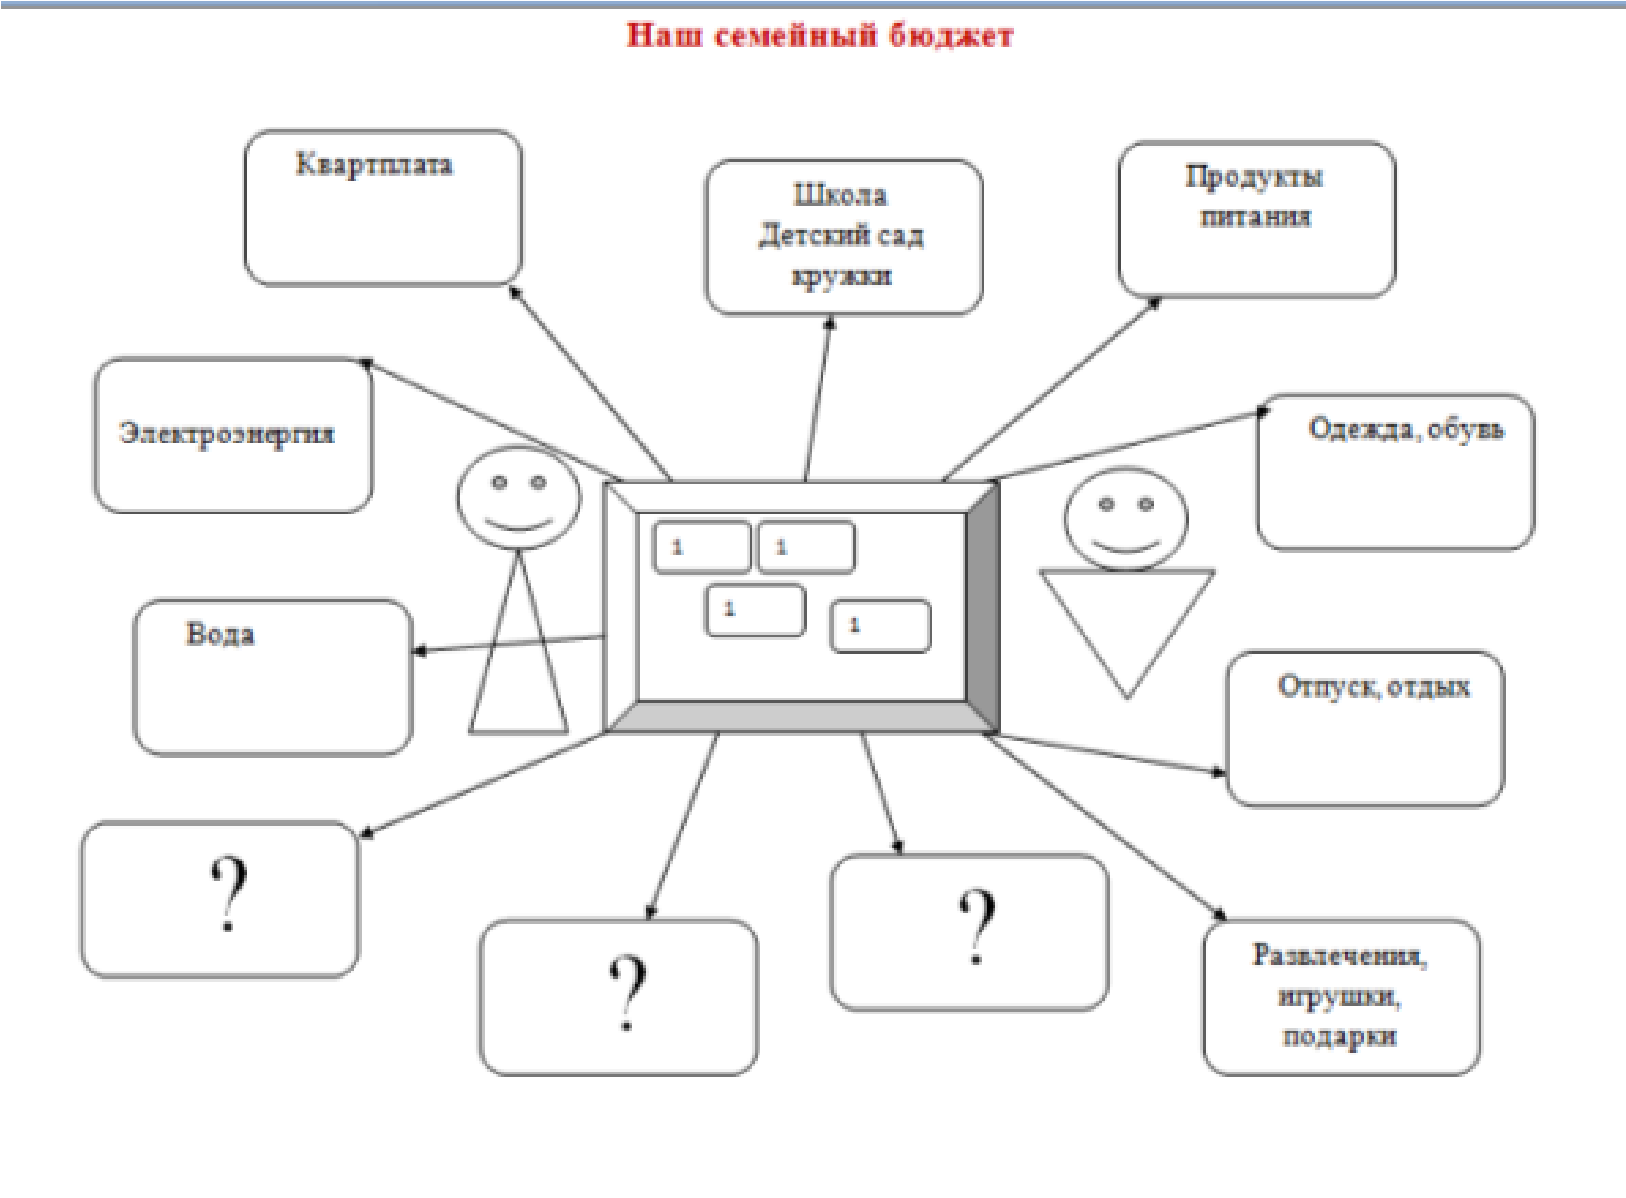 Наш семейный бюджет
Квартплата
Школа
Детский сад
кружки
Продукты
питания
Электроэнергия
Одежда, обувь
1
1
1
1
Вода
Отпуск, отдых
?
?
?
Развлечения,
игрушки,
подарки